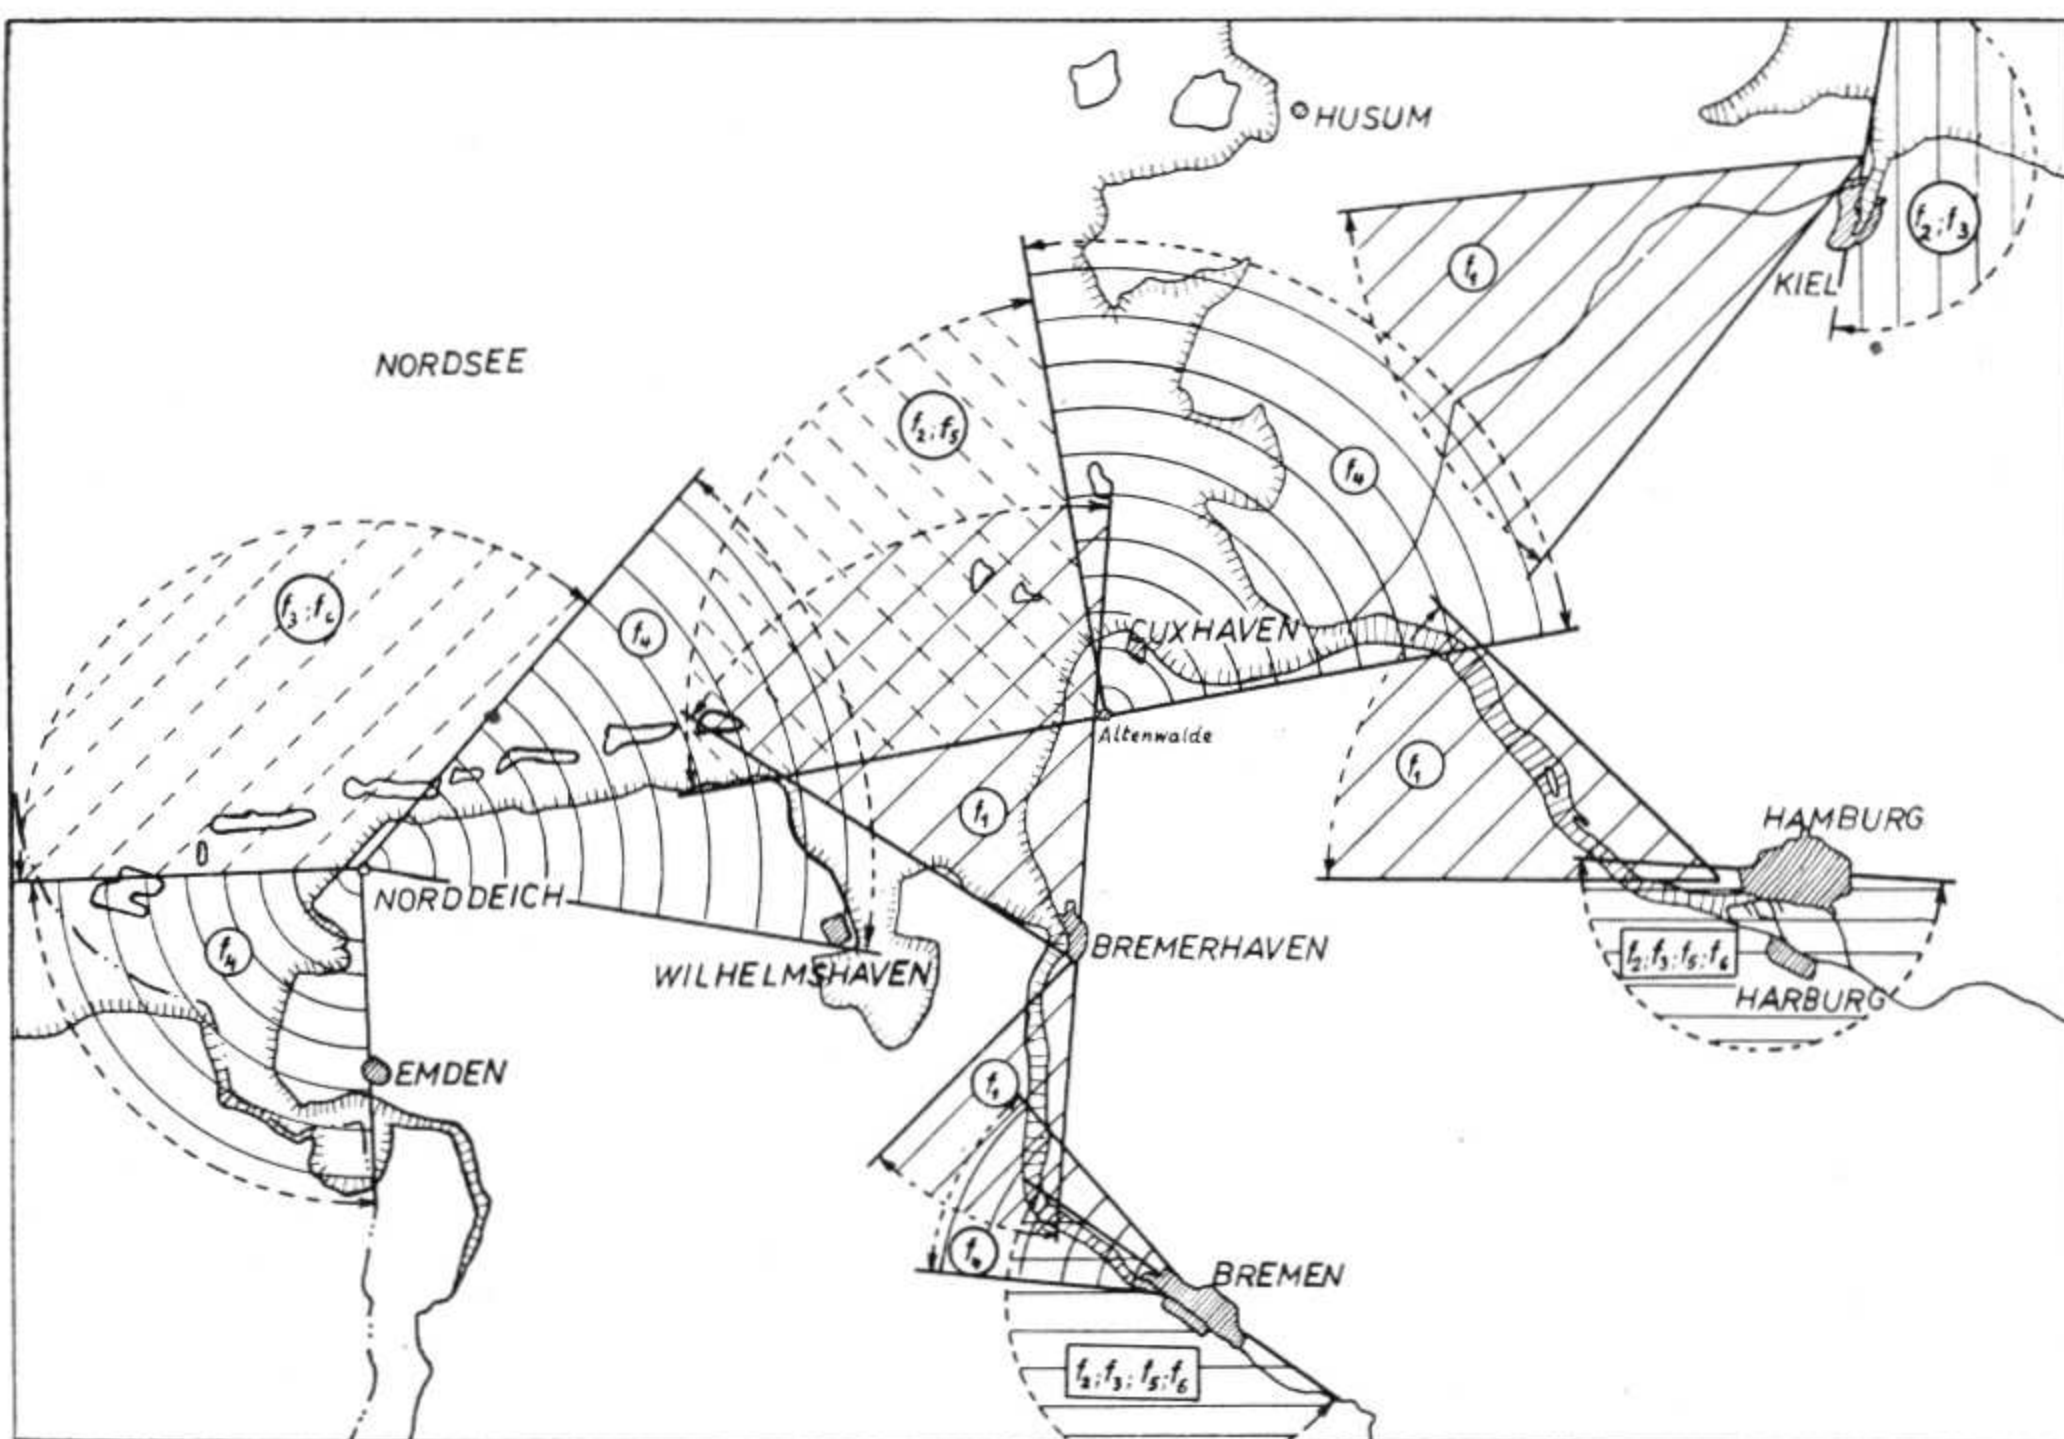 HUSUM
f2; f3
f1
KIEL
NORDSEE
f2; f5
f4
f3; f6
f4
CUXHAVEN
Altenwalde
f1
f1
HAMBURG
NORDDEICH
f4
WILHELMSHAVEN
BREMERHAVEN
f2; f3; f5; f6
HARBURG
EMDEN
f1
f4
BREMEN
f2; f3; f5; f6